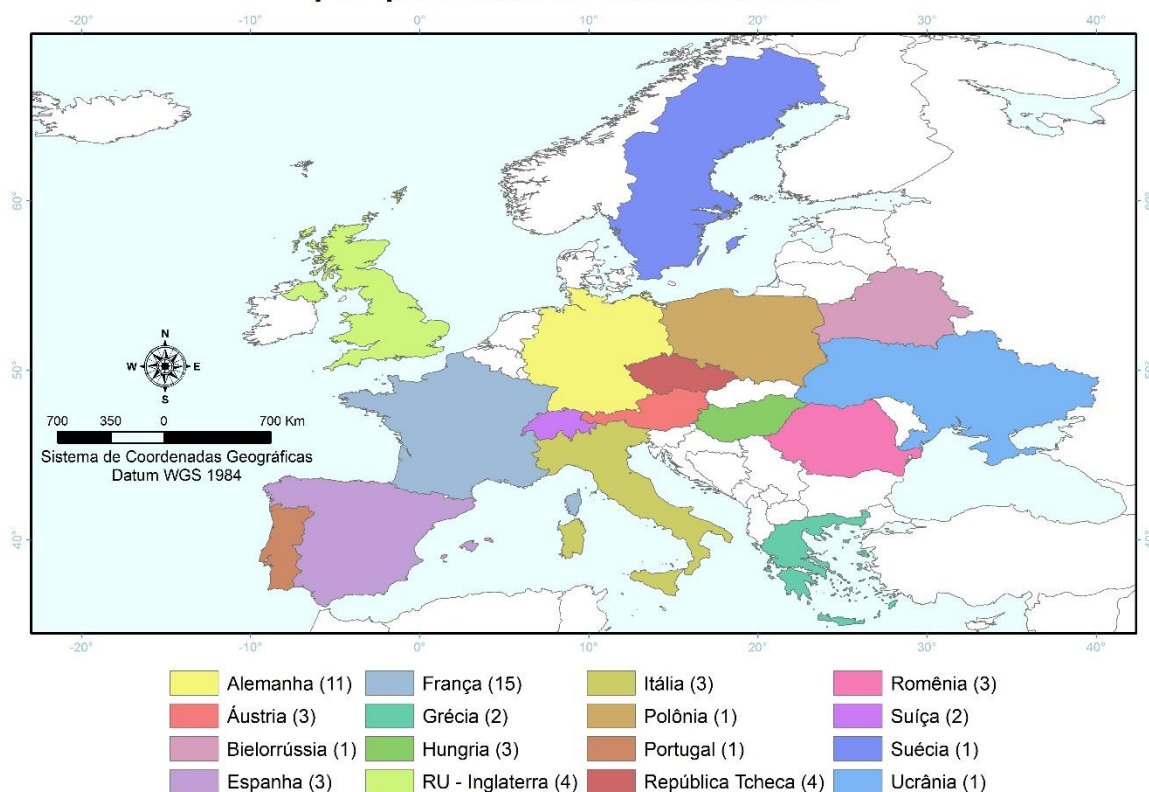 -20° -10° 0° 10° 20° 30° 40°
60° 60°
N
W E
S
50° 50°
700 350 0 700 Km
Sistema de Coordenadas Geográficas
Datum WGS 1984
40° 40°
-20° -10° 0° 10° 20° 30° 40°
Alemanha (11) França (15) Itália (3) Romênia (3)
Áustria (3) Grécia (2) Polônia (1) Suíça (2)
Bielorrússia (1) Hungria (3) Portugal (1) Suécia (1)
Espanha (3) RU - Inglaterra (4) República Tcheca (4) Ucrânia (1)